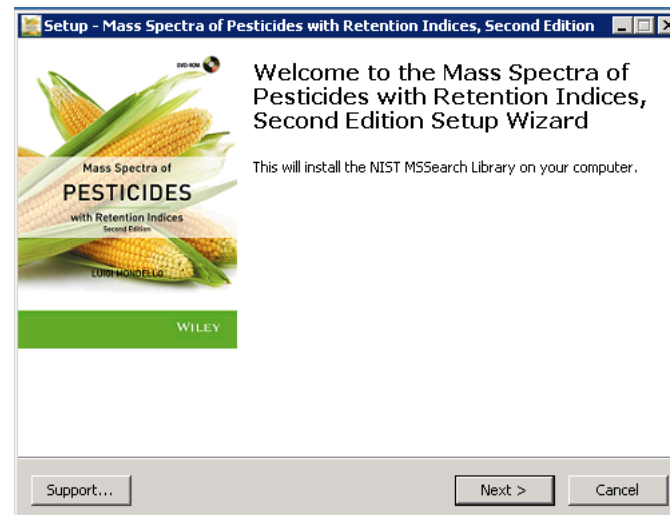 Setup - Mass Spectra of Pesticides with Retention Indices, Second Edition
DVD-ROM
Mass Spectra of
PESTICIDES
with Retention Indices
Second Edition
LUIGI MONDELLO
WILEY
Welcome to the Mass Spectra of
Pesticides with Retention Indices,
Second Edition Setup Wizard
This will install the NIST MSSearch Library on your computer.
Support...
Next >
Cancel